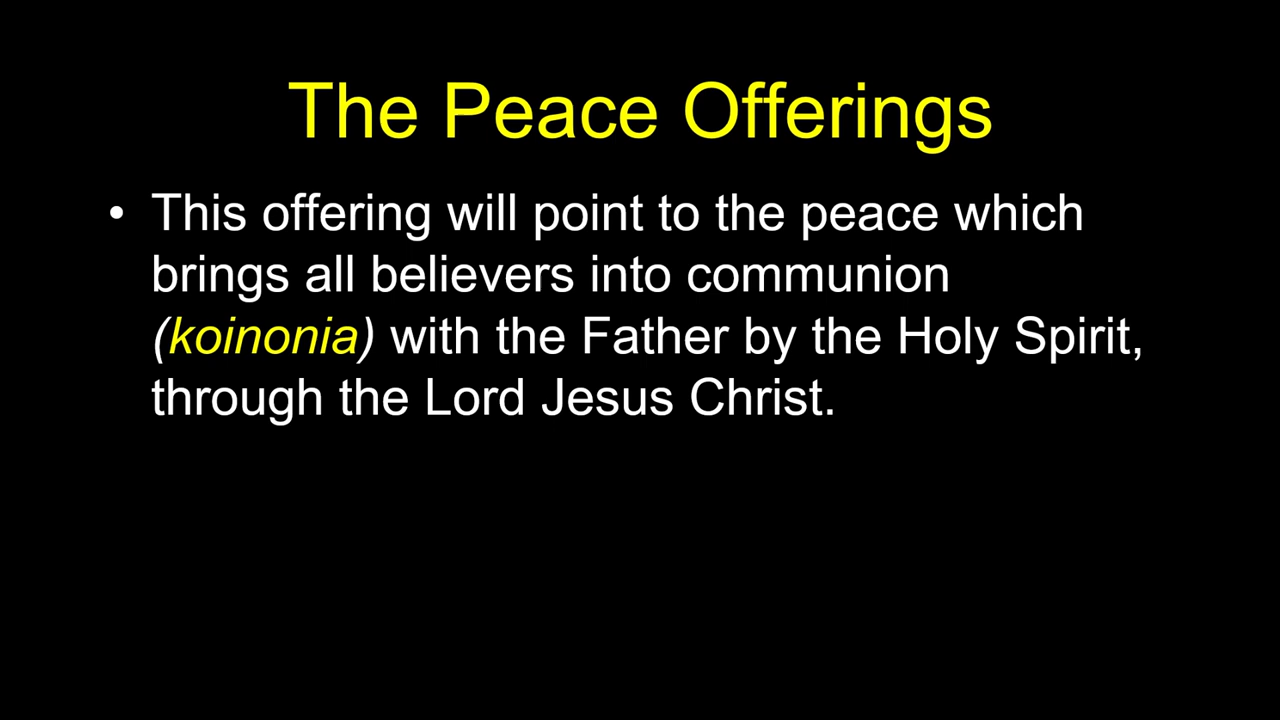 The Peace Offerings
• This offering will point to the peace which
brings all believers into communion
(koinonia) with the Father by the Holy Spirit,
through the Lord Jesus Christ.